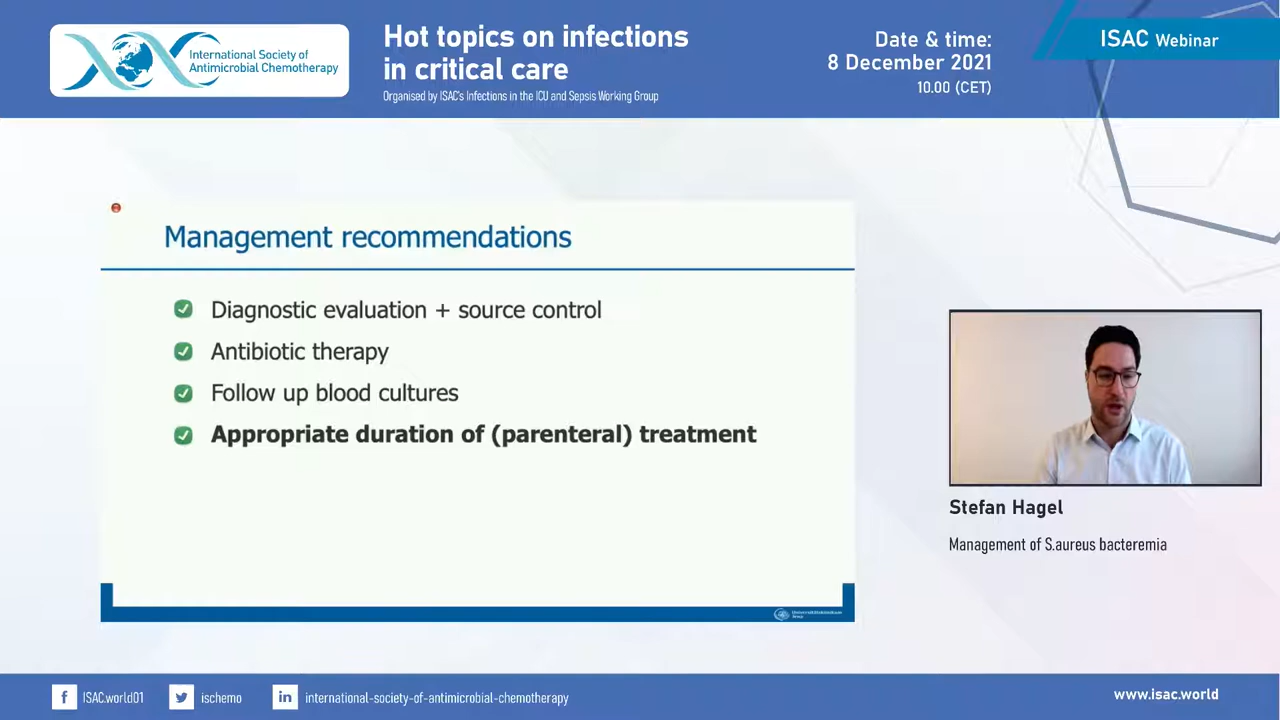 International Society of
Antimicrobial Chemotherapy
Hot topics on infections
in critical care
Organised by ISAC's Infections in the ICU and Sepsis Working Group
Date & time:
8 December 2021
10.00 (CET)
ISAC Webinar
Management recommendations
Diagnostic evaluation + source control
Antibiotic therapy
Follow up blood cultures
Appropriate duration of (parenteral) treatment
Stefan Hagel
Management of S.aureus bacteremia
f ISAC.world01
ischemo
in international-society-of-antimicrobial-chemotherapy
www.isac.world